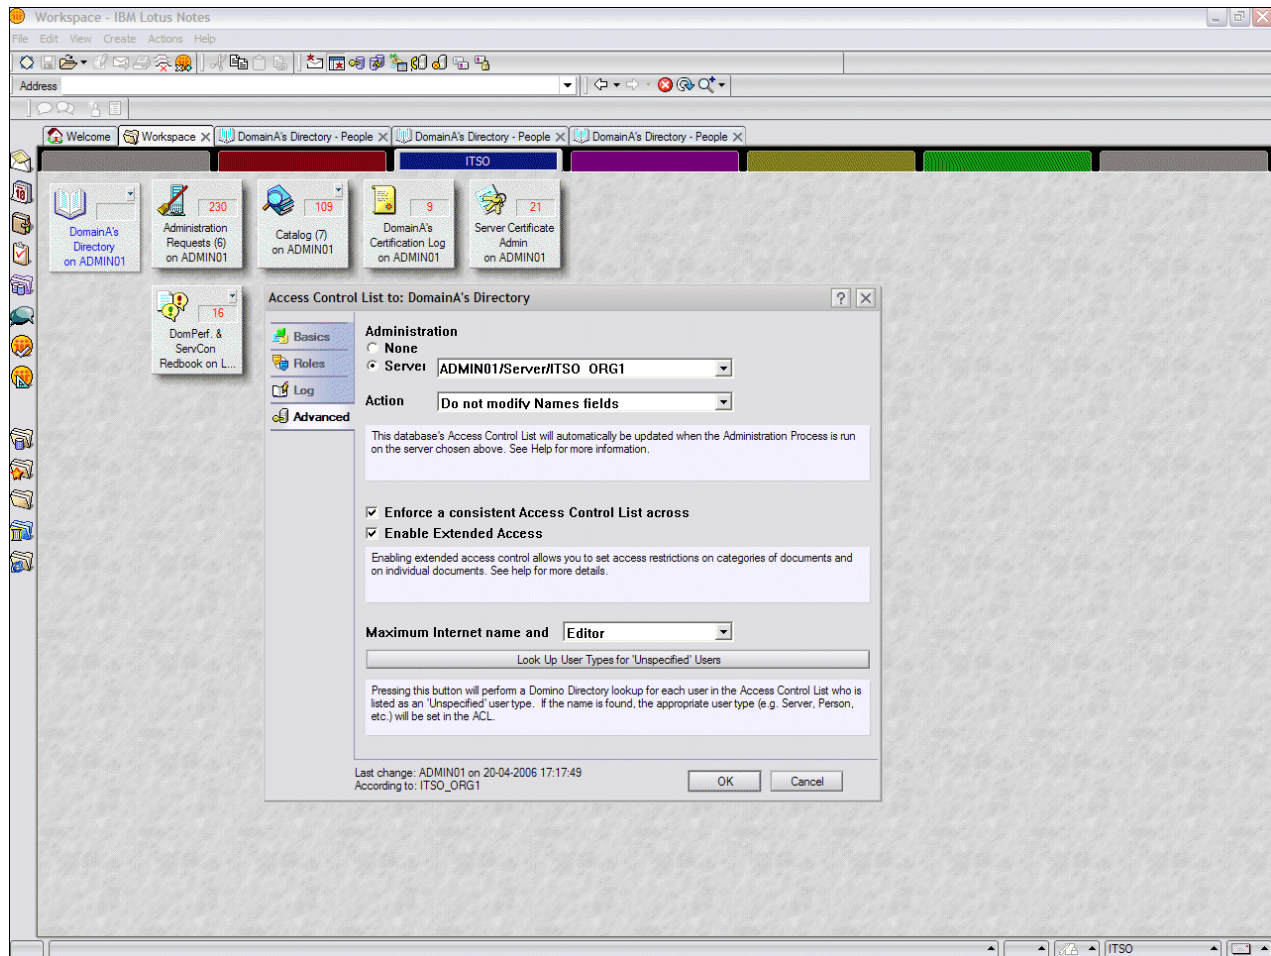 Workspace - IBM Lotus Notes
File Edit View Create Actions Help
Address
Welcome Workspace DomainA's Directory - People DomainA's Directory - People DomainA's Directory - People
ITSO
DomainA's
Directory
on ADMIN01
230
Administration
Requests (6)
on ADMIN01
109
Catalog (7)
on ADMIN01
9
DomainA's
Certification Log
on ADMIN01
21
Server Certificate
Admin
on ADMIN01
16
DomPerf. &
ServCon
Redbook on L...
Access Control List to: DomainA's Directory
Basics
Roles
Log
Advanced
Administration
None
Server ADMIN01/Server/ITSO_ORG1
Action Do not modify Names fields
This database's Access Control List will automatically be updated when the Administration Process is run
on the server chosen above. See Help for more information.
Enforce a consistent Access Control List across
Enable Extended Access
Enabling extended access control allows you to set access restrictions on categories of documents and
on individual documents. See help for more details.
Maximum Internet name and Editor
Look Up User Types for 'Unspecified' Users
Pressing this button will perform a Domino Directory lookup for each user in the Access Control List who is
listed as an 'Unspecified' user type. If the name is found, the appropriate user type (e.g. Server, Person,
etc.) will be set in the ACL.
Last change: ADMIN01 on 20-04-2006 17:17:49
According to: ITSO_ORG1
OK Cancel
ITSO